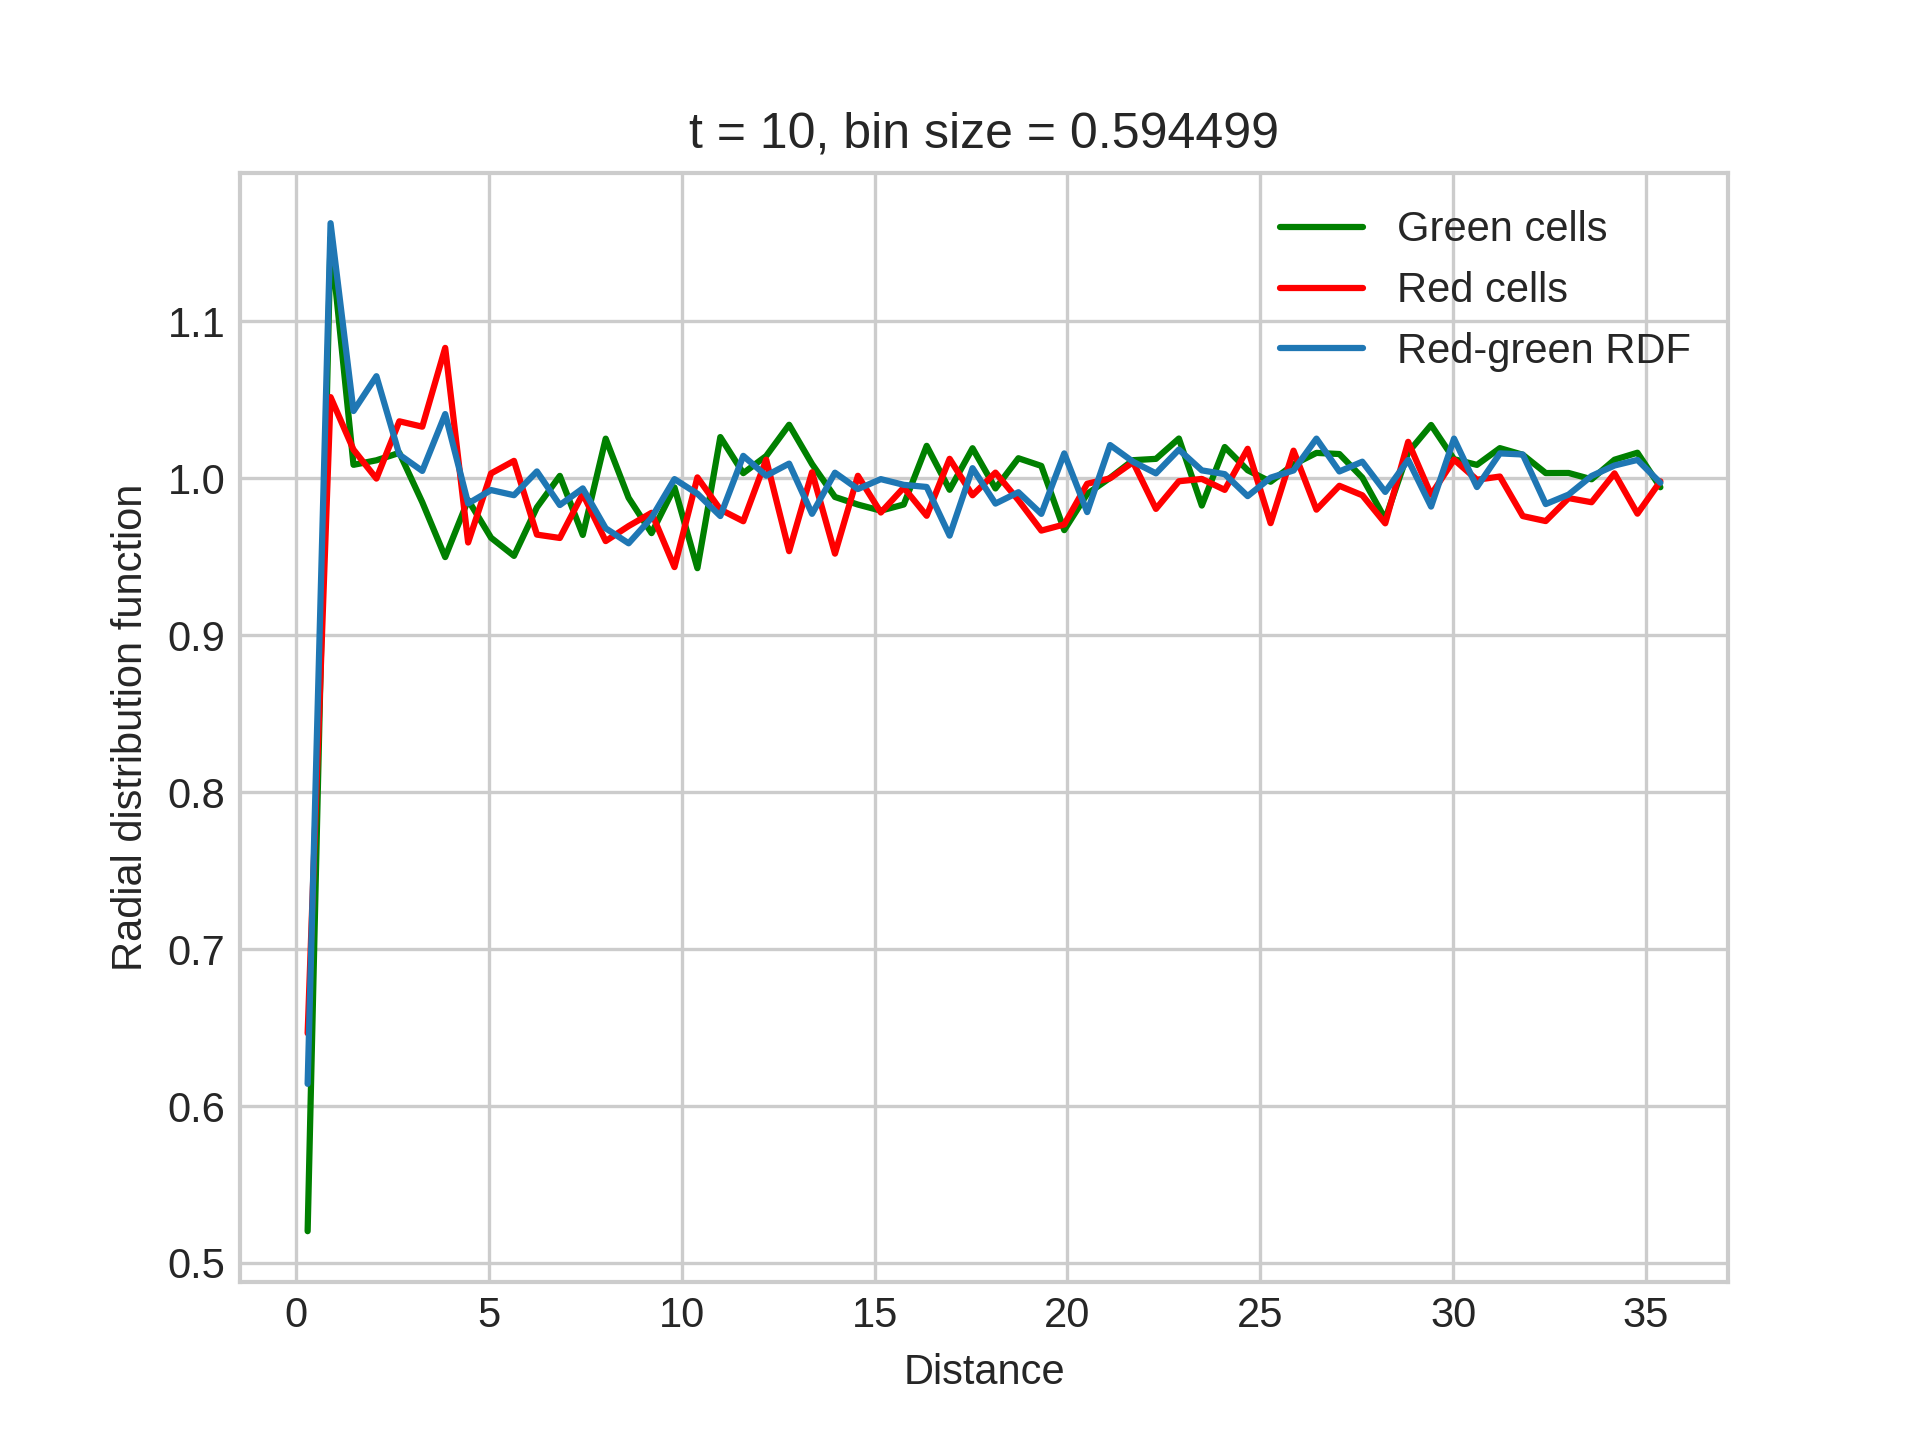 t = 10, bin size = 0.594499
Green cells
Red cells
Red-green RDF
Radial distribution function
1.1
1.0
0.9
0.8
0.7
0.6
0.5
0 5 10 15 20 25 30 35
Distance